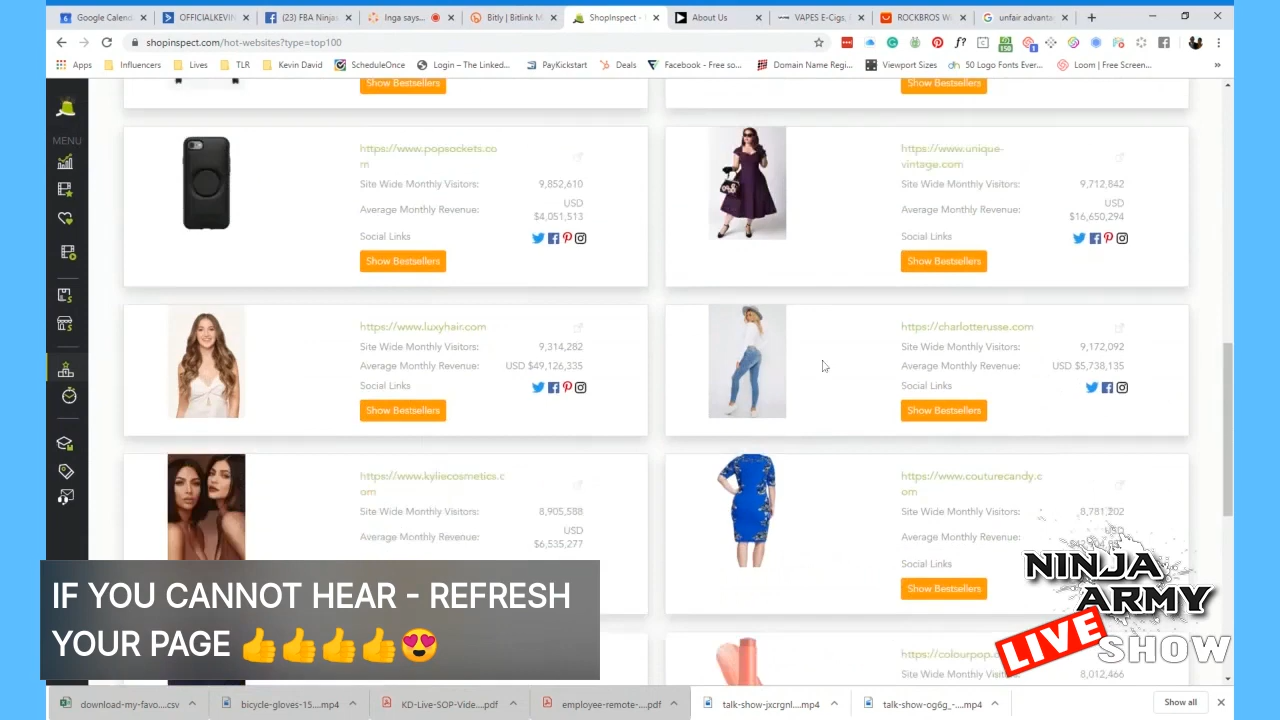 Google Calend
OFFICIALKEVIN
(23) FBA Ninjas
Inga says...
Bitly | Bitlink M
ShopInspect - T
About Us
VAPES E-Cigs,
ROCKBROS W
unfair advanta
shopinspect.com/hot-websites?type=top100
Apps
Influencers
Lives
TLR
Kevin David
ScheduleOnce
Login – The Linked...
PayKickstart
Deals
Facebook - Free so...
Domain Name Regi...
Viewport Sizes
50 Logo Fonts Ever...
Loom | Free Screen...
MENU
Show Bestsellers
Show Bestsellers
https://www.popsockets.co
m
Site Wide Monthly Visitors: 9,852,610
Average Monthly Revenue: USD
$4,051,513
Social Links
Show Bestsellers
https://www.unique-
vintage.com
Site Wide Monthly Visitors: 9,712,842
Average Monthly Revenue: USD
$16,650,294
Social Links
Show Bestsellers
https://www.luxyhair.com
Site Wide Monthly Visitors: 9,314,282
Average Monthly Revenue: USD $49,126,335
Social Links
Show Bestsellers
https://charlotterusse.com
Site Wide Monthly Visitors: 9,172,092
Average Monthly Revenue: USD $5,738,135
Social Links
Show Bestsellers
https://www.kyliecosmetics.c
om
Site Wide Monthly Visitors: 8,905,588
Average Monthly Revenue: USD
$6,535,277
https://www.couturecandy.c
om
Site Wide Monthly Visitors: 8,781,202
Average Monthly Revenue: USD
Social Links
Show Bestsellers
https://colourpop.
Site Wide Monthly Visitors: 8,012,466
IF YOU CANNOT HEAR - REFRESH
YOUR PAGE 👍👍👍👍😍
NINJA
ARMY
LIVE
SHOW
download-my-favo....csv
bicycle-gloves-15....mp4
KD-Live-SOP-Vide....pdf
employee-remote-....pdf
talk-show-jxcrgnl....mp4
talk-show-og6g_-....mp4
Show all